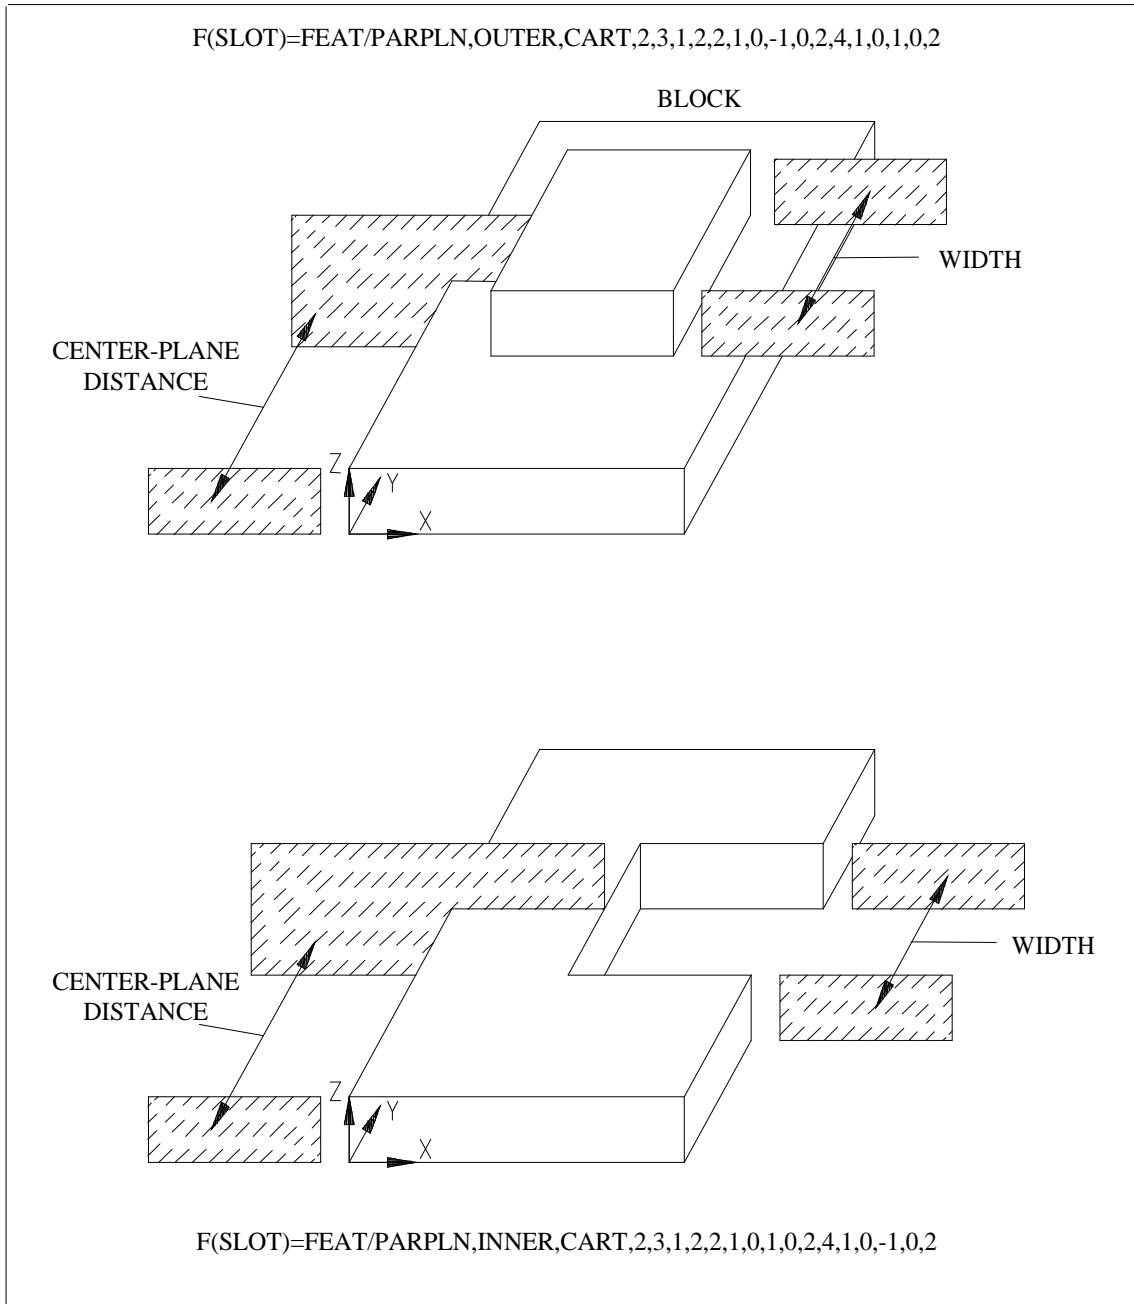 F(SLOT)=FEAT/PARPLN,OUTER,CART,2,3,1,2,2,1,0,-1,0,2,4,1,0,1,0,2
BLOCK
WIDTH
CENTER-PLANE
DISTANCE
Z
Y
X
WIDTH
CENTER-PLANE
DISTANCE
Z
Y
X
F(SLOT)=FEAT/PARPLN,INNER,CART,2,3,1,2,2,1,0,1,0,2,4,1,0,-1,0,2